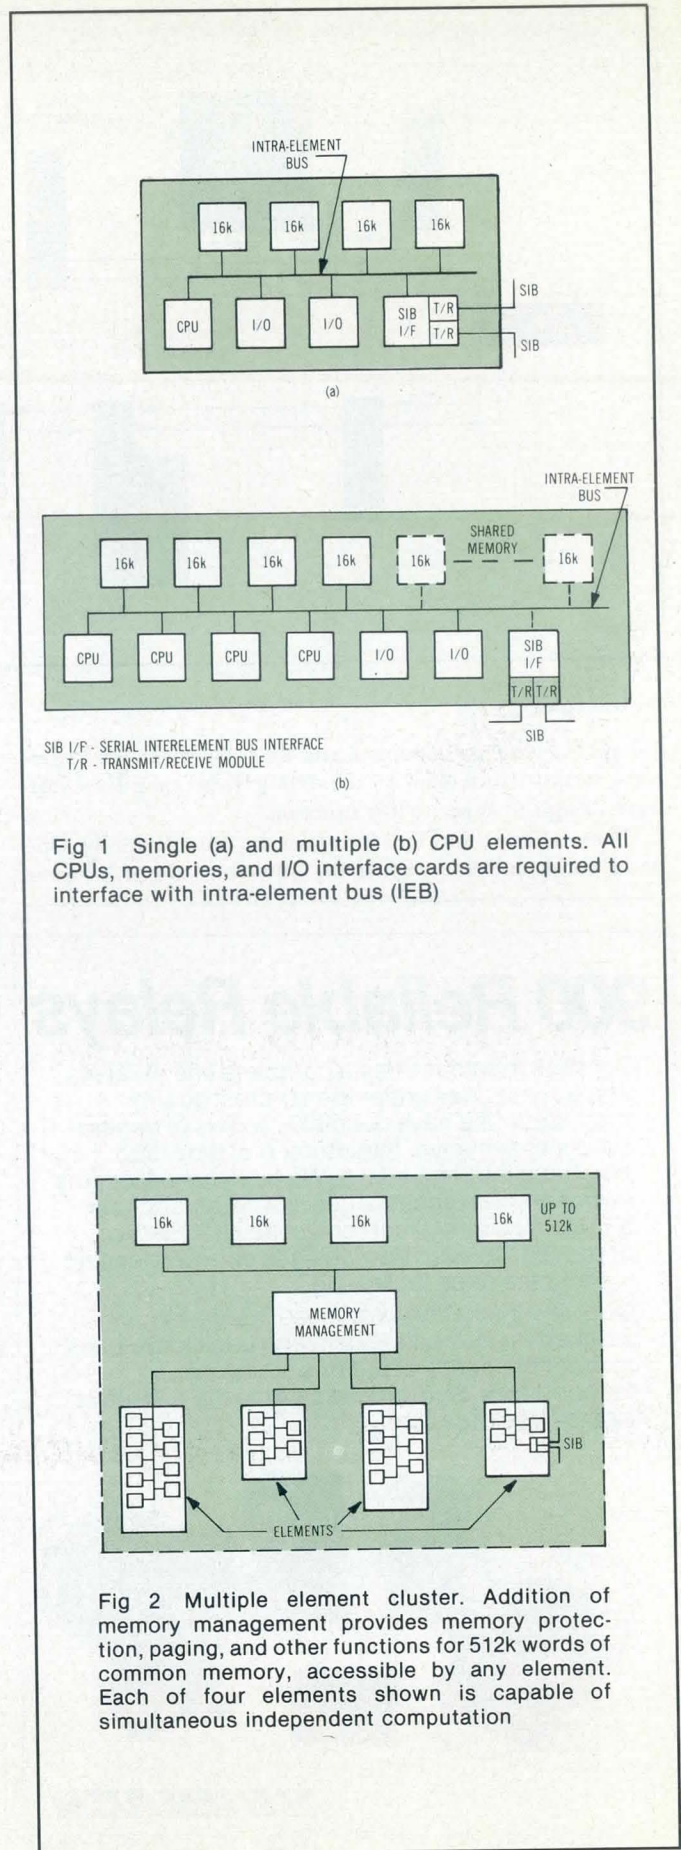 INTRA-ELEMENT
BUS
16k 16k 16k 16k
CPU I/O I/O SIB I/F T/R T/R
SIB
SIB
(a)
INTRA-ELEMENT
BUS
SHARED
MEMORY
16k 16k 16k 16k 16k 16k
CPU CPU CPU CPU I/O I/O SIB I/F
T/R T/R
SIB
SIB I/F - SERIAL INTERELEMENT BUS INTERFACE
T/R - TRANSMIT/RECEIVE MODULE
(b)
Fig 1 Single (a) and multiple (b) CPU elements. All
CPUs, memories, and I/O interface cards are required to
interface with intra-element bus (IEB)
16k 16k 16k 16k UP TO
512k
MEMORY
MANAGEMENT
SIB
ELEMENTS
Fig 2 Multiple element cluster. Addition of
memory management provides memory protec-
tion, paging, and other functions for 512k words of
common memory, accessible by any element.
Each of four elements shown is capable of
simultaneous independent computation